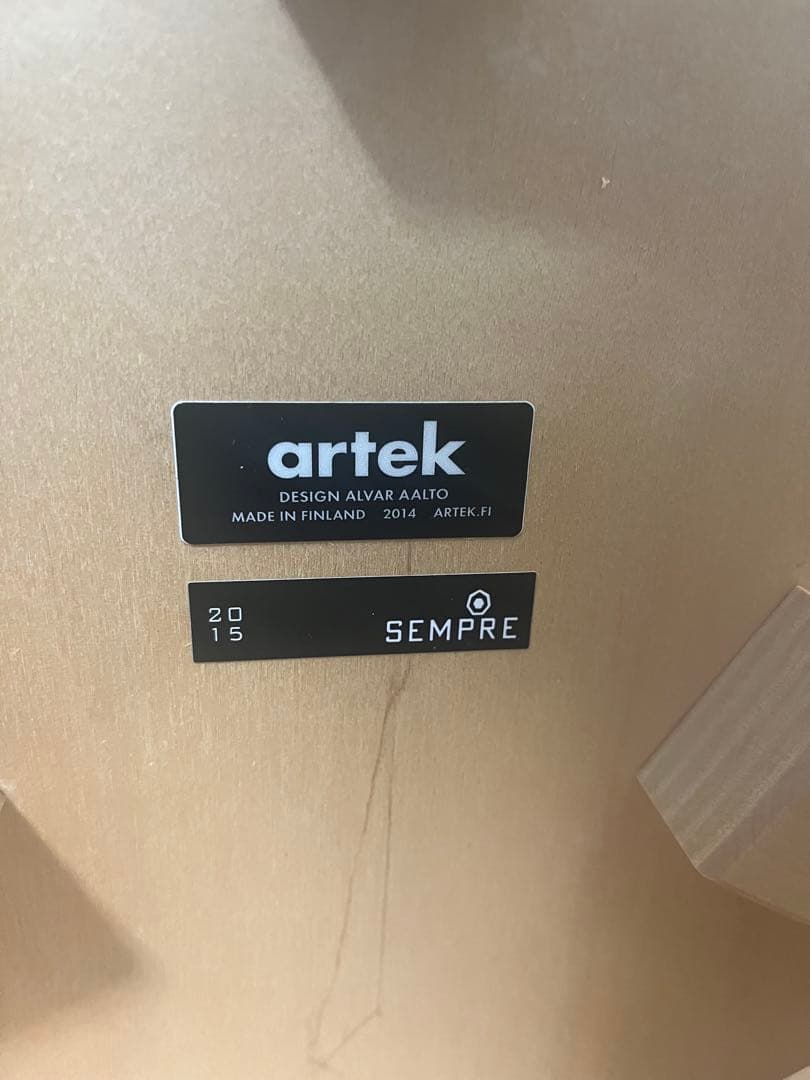 artek
DESIGN ALVAR AALTO
MADE IN FINLAND 2014 ARTEK.FI
20
15
SEMPRE